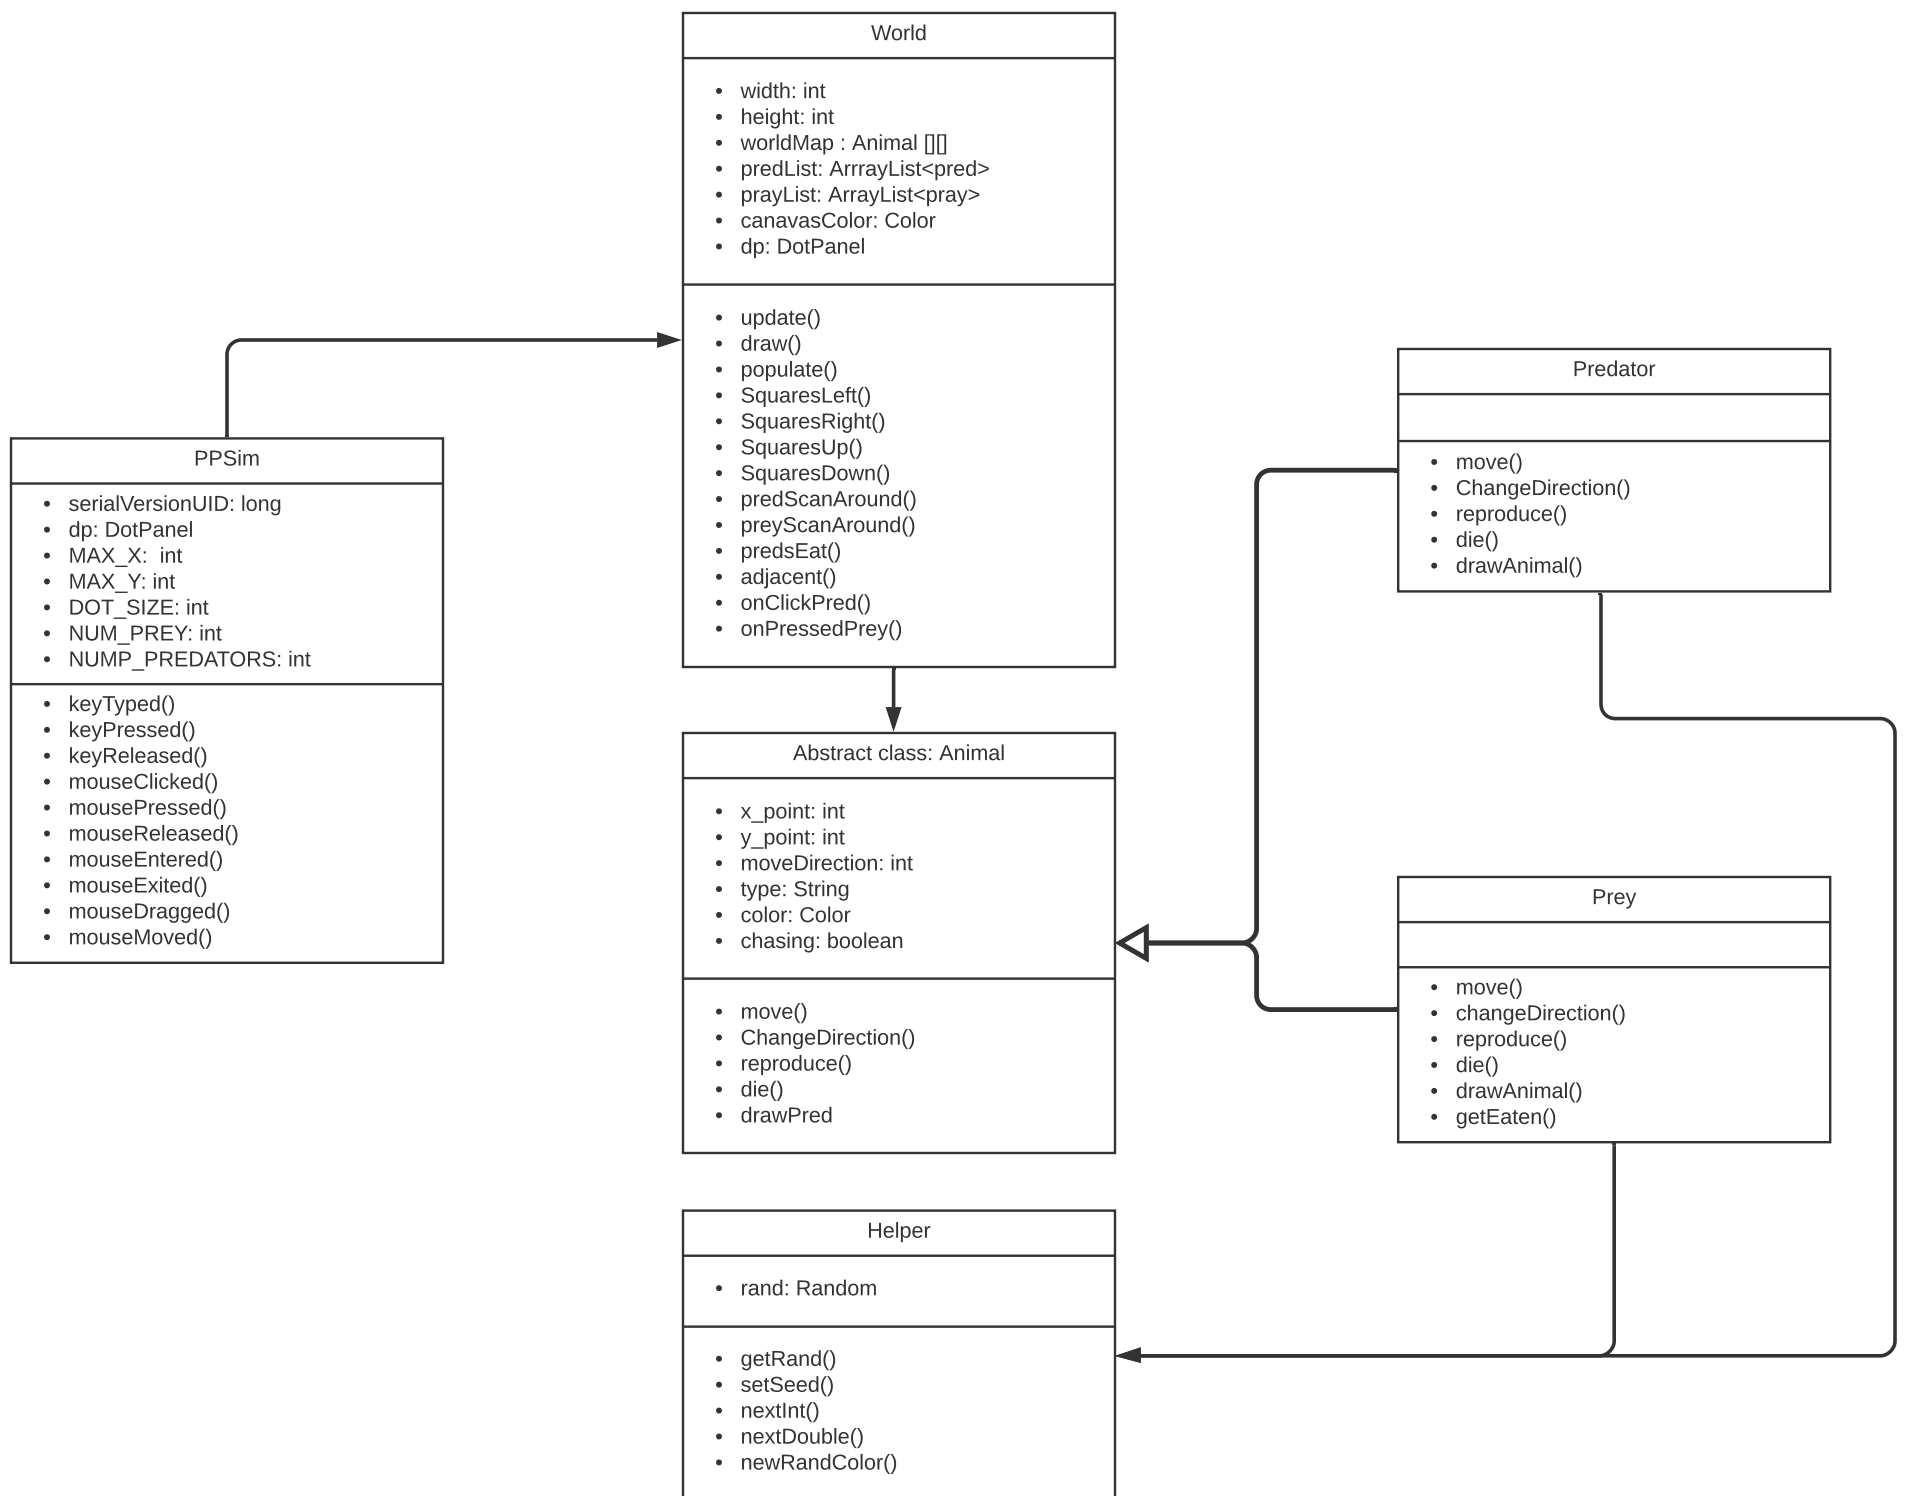 World
• width: int
• height: int
• worldMap : Animal [][]
• predList: ArrrayList<pred>
• prayList: ArrayList<pray>
• canavasColor: Color
• dp: DotPanel
• update()
• draw()
• populate()
• SquaresLeft()
• SquaresRight()
• SquaresUp()
• SquaresDown()
• predScanAround()
• preyScanAround()
• predsEat()
• adjacent()
• onClickPred()
• onPressedPrey()
PPSim
• serialVersionUID: long
• dp: DotPanel
• MAX_X:  int
• MAX_Y: int
• DOT_SIZE: int
• NUM_PREY: int
• NUMP_PREDATORS: int
• keyTyped()
• keyPressed()
• keyReleased()
• mouseClicked()
• mousePressed()
• mouseReleased()
• mouseEntered()
• mouseExited()
• mouseDragged()
• mouseMoved()
Predator
• move()
• ChangeDirection()
• reproduce()
• die()
• drawAnimal()
Abstract class: Animal
• x_point: int
• y_point: int
• moveDirection: int
• type: String
• color: Color
• chasing: boolean
• move()
• ChangeDirection()
• reproduce()
• die()
• drawPred
Prey
• move()
• changeDirection()
• reproduce()
• die()
• drawAnimal()
• getEaten()
Helper
• rand: Random
• getRand()
• setSeed()
• nextInt()
• nextDouble()
• newRandColor()